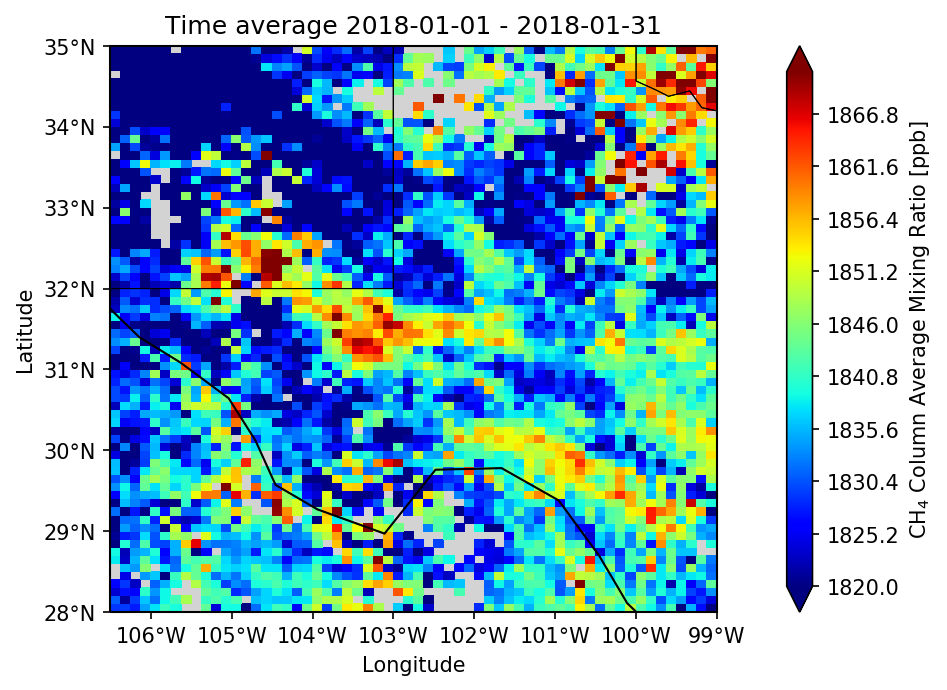 Time average 2018-01-01 - 2018-01-31
35°N
34°N
33°N
32°N
31°N
30°N
29°N
28°N
Latitude
106°W 105°W 104°W 103°W 102°W 101°W 100°W 99°W
Longitude
1866.8
1861.6
1856.4
1851.2
1846.0
1840.8
1835.6
1830.4
1825.2
1820.0
CH₄ Column Average Mixing Ratio [ppb]